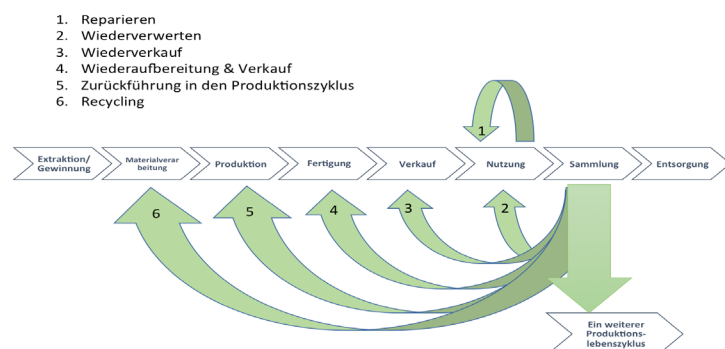 1. Reparieren
2. Wiederverwerten
3. Wiederverkauf
4. Wiederaufbereitung & Verkauf
5. Zurückführung in den Produktionszyklus
6. Recycling
1
Extraktion/
Gewinnung
Materialverar
beitung
Produktion
Fertigung
Verkauf
Nutzung
Sammlung
Entsorgung
6
5
4
3
2
Ein weiterer
Produktions-
lebenszyklus